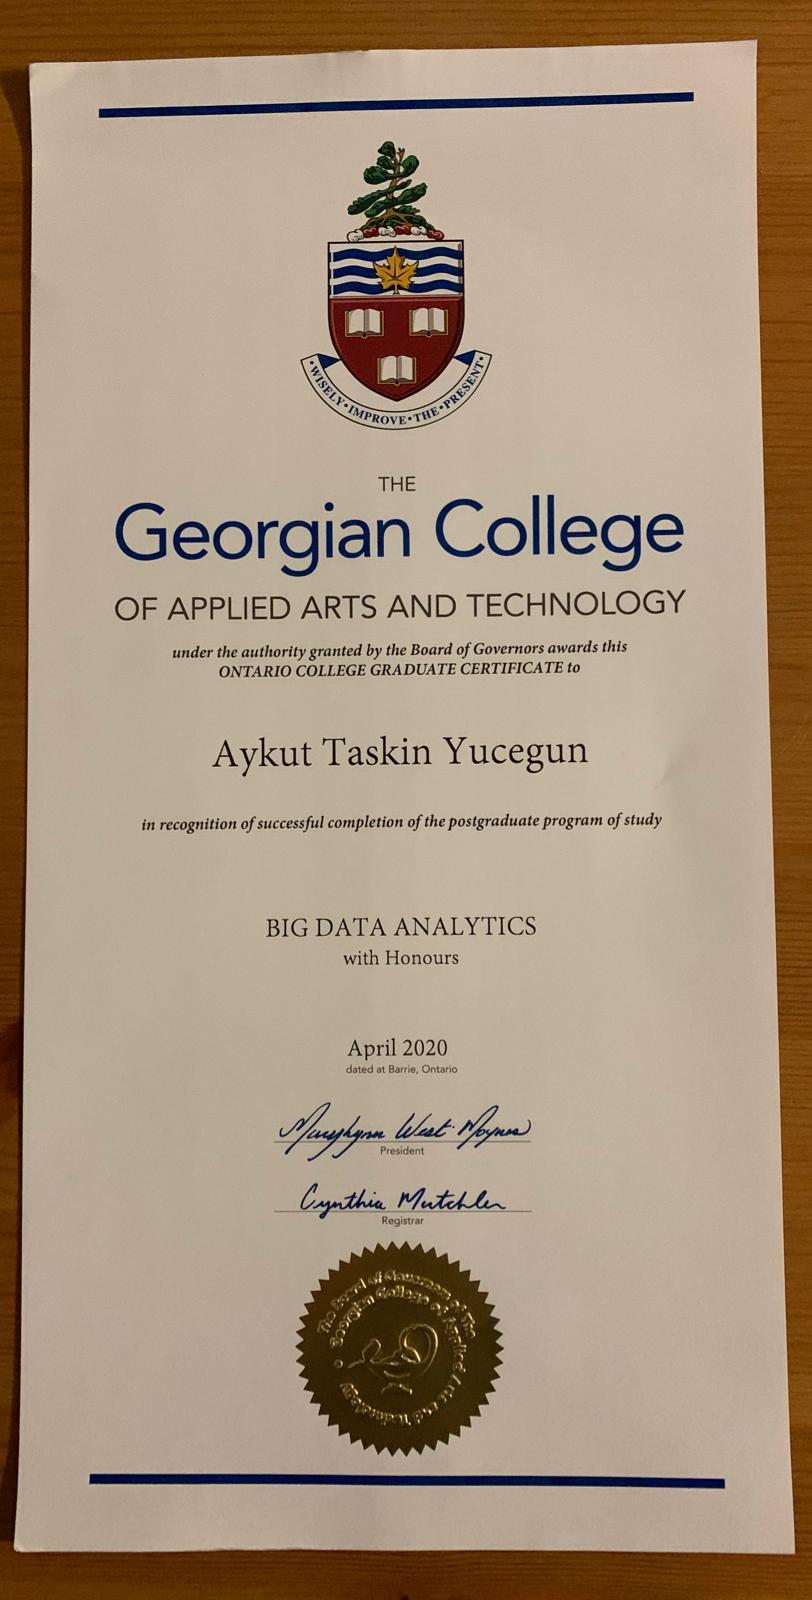 WISELY·IMPROVE·THE·PRESENT
THE
Georgian College
OF APPLIED ARTS AND TECHNOLOGY
under the authority granted by the Board of Governors awards this
ONTARIO COLLEGE GRADUATE CERTIFICATE to
Aykut Taskin Yucegun
in recognition of successful completion of the postgraduate program of study
BIG DATA ANALYTICS
with Honours
April 2020
dated at Barrie, Ontario
MaryLynn West-Moynes
President
Cynthia Mutchler
Registrar
The Board of Governors of The
Georgian College of Applied Arts and Technology